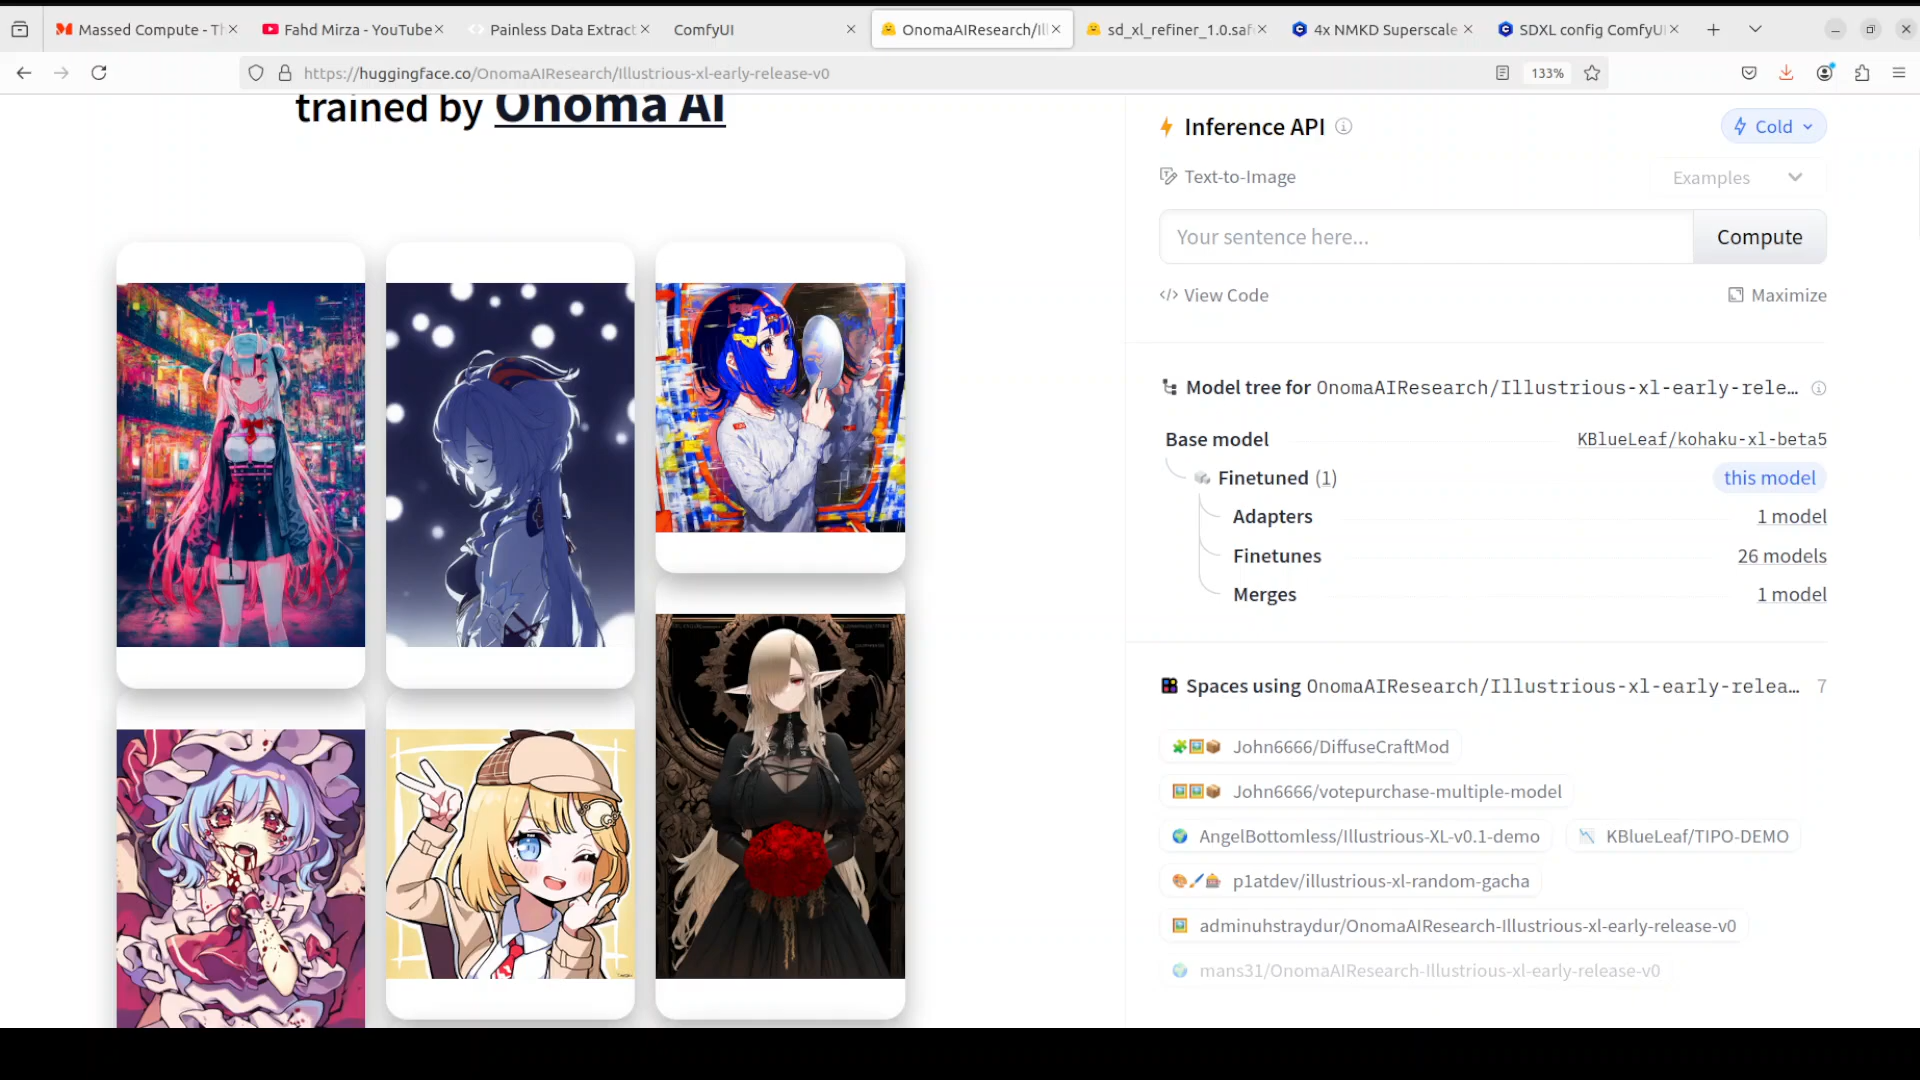 Massed Compute - Th
Fahd Mirza - YouTube
Painless Data Extract
ComfyUI
OnomaAIResearch/Ill
sd_xl_refiner_1.0.saf
4x NMKD Superscale
SDXL config ComfyUI
https://huggingface.co/OnomaAIResearch/Illustrious-xl-early-release-v0
133%
trained by Onoma AI
Inference API
Cold
Text-to-Image
Examples
Your sentence here...
Compute
View Code
Maximize
Model tree for OnomaAIResearch/Illustrious-xl-early-rele…
Base model
KBlueLeaf/kohaku-xl-beta5
Finetuned (1)
this model
Adapters
1 model
Finetunes
26 models
Merges
1 model
Spaces using OnomaAIResearch/Illustrious-xl-early-relea…
7
John6666/DiffuseCraftMod
John6666/votepurchase-multiple-model
AngelBottomless/Illustrious-XL-v0.1-demo
KBlueLeaf/TIPO-DEMO
p1atdev/illustrious-xl-random-gacha
adminuhstraydur/OnomaAIResearch-Illustrious-xl-early-release-v0
mans31/OnomaAIResearch-Illustrious-xl-early-release-v0